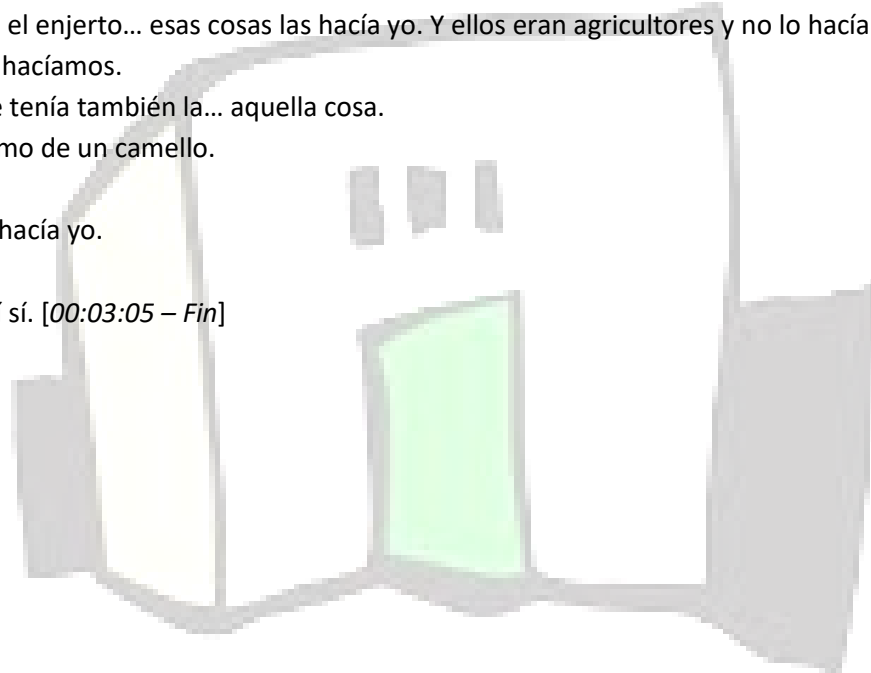 el enjerto… esas cosas las hacía yo. Y ellos eran agricultores y no lo hacía
hacíamos.
tenía también la… aquella cosa.
mo de un camello.
hacía yo.
sí. [00:03:05 – Fin]